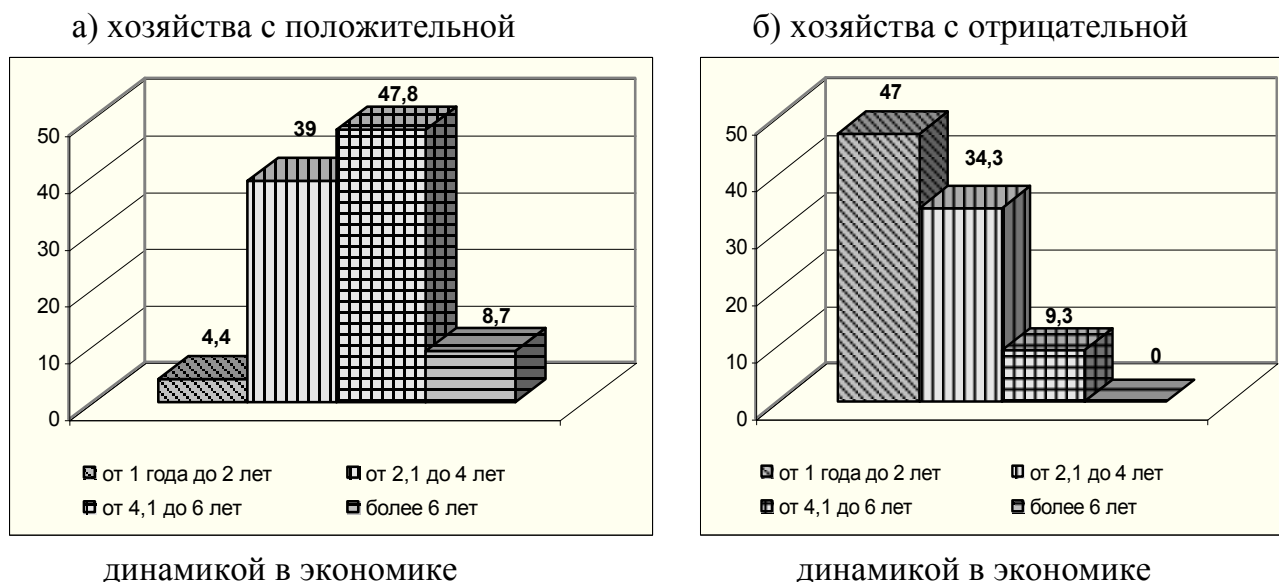 а) хозяйства с положительной
47,8
39
4,4
8,7
50
40
30
20
10
0
от 1 года до 2 лет
от 2,1 до 4 лет
от 4,1 до 6 лет
более 6 лет
динамикой в экономике
б) хозяйства с отрицательной
47
34,3
9,3
0
50
40
30
20
10
0
от 1 года до 2 лет
от 2,1 до 4 лет
от 4,1 до 6 лет
более 6 лет
динамикой в экономике